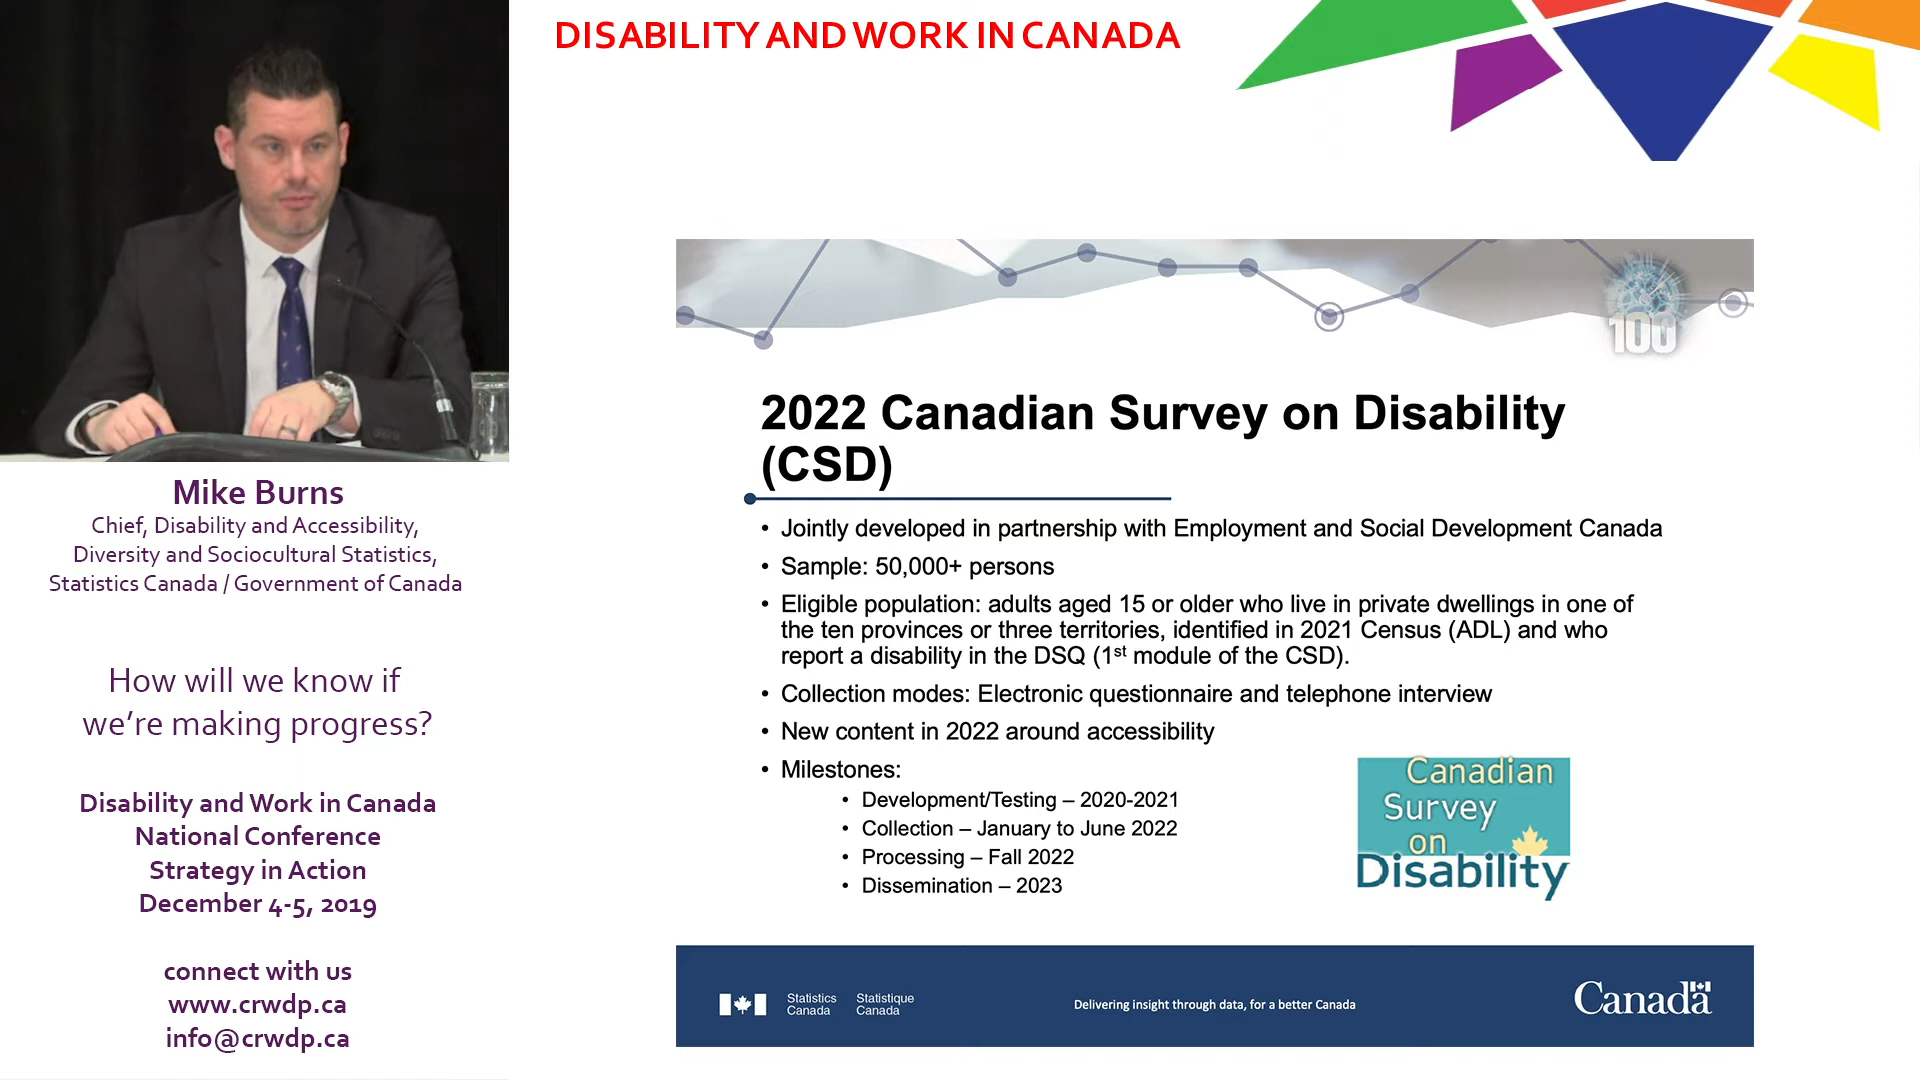 DISABILITY AND WORK IN CANADA
Mike Burns
Chief, Disability and Accessibility,
Diversity and Sociocultural Statistics,
Statistics Canada / Government of Canada
How will we know if
we're making progress?
Disability and Work in Canada
National Conference
Strategy in Action
December 4-5, 2019
connect with us
www.crwdp.ca
info@crwdp.ca
100
2022 Canadian Survey on Disability
(CSD)
• Jointly developed in partnership with Employment and Social Development Canada
• Sample: 50,000+ persons
• Eligible population: adults aged 15 or older who live in private dwellings in one of
the ten provinces or three territories, identified in 2021 Census (ADL) and who
report a disability in the DSQ (1st module of the CSD).
• Collection modes: Electronic questionnaire and telephone interview
• New content in 2022 around accessibility
• Milestones:
• Development/Testing – 2020-2021
• Collection – January to June 2022
• Processing – Fall 2022
• Dissemination – 2023
Canadian
Survey
on
Disability
Statistics Canada
Statistique Canada
Delivering insight through data, for a better Canada
Canada